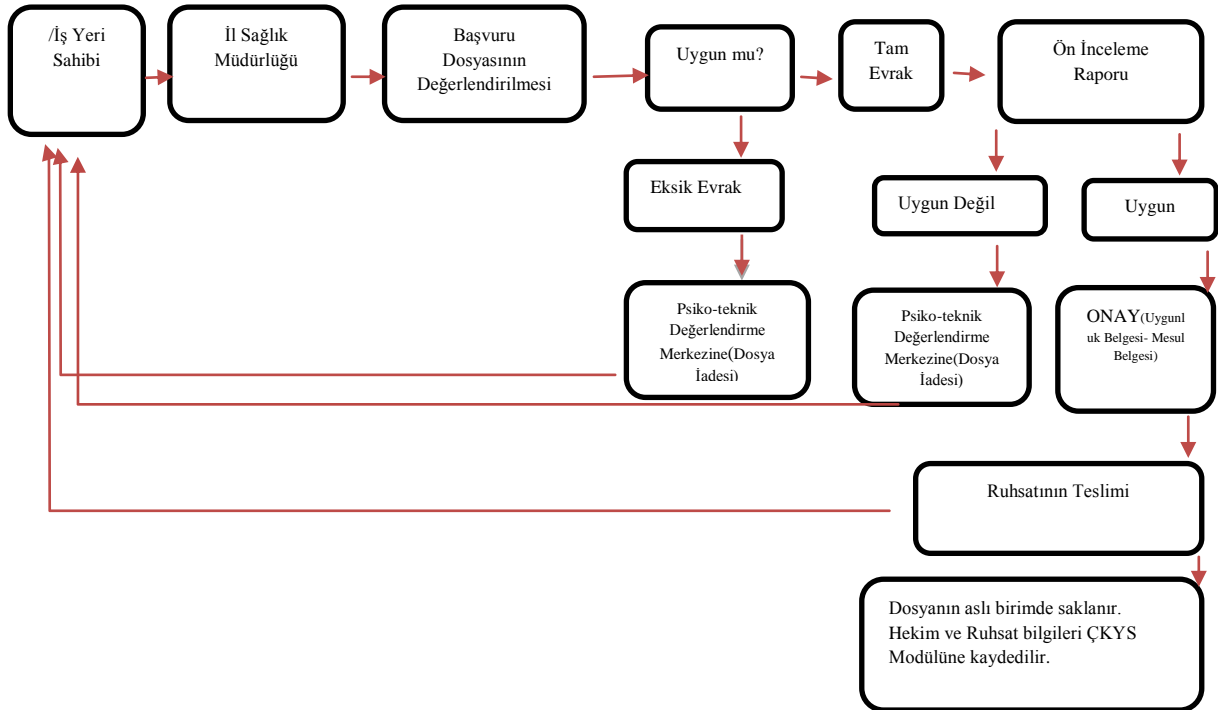 /İş Yeri
Sahibi
İl Sağlık
Müdürlüğü
Başvuru
Dosyasının
Değerlendirilmesi
Uygun mu?
Tam
Evrak
Ön İnceleme
Raporu
Eksik Evrak
Uygun Değil
Uygun
Psiko-teknik
Değerlendirme
Merkezine(Dosya
İadesi)
Psiko-teknik
Değerlendirme
Merkezine(Dosya
İadesi)
ONAY(Uygunl
uk Belgesi- Mesul
Belgesi)
Ruhsatının Teslimi
Dosyanın aslı birimde saklanır.
Hekim ve Ruhsat bilgileri ÇKYS
Modülüne kaydedilir.